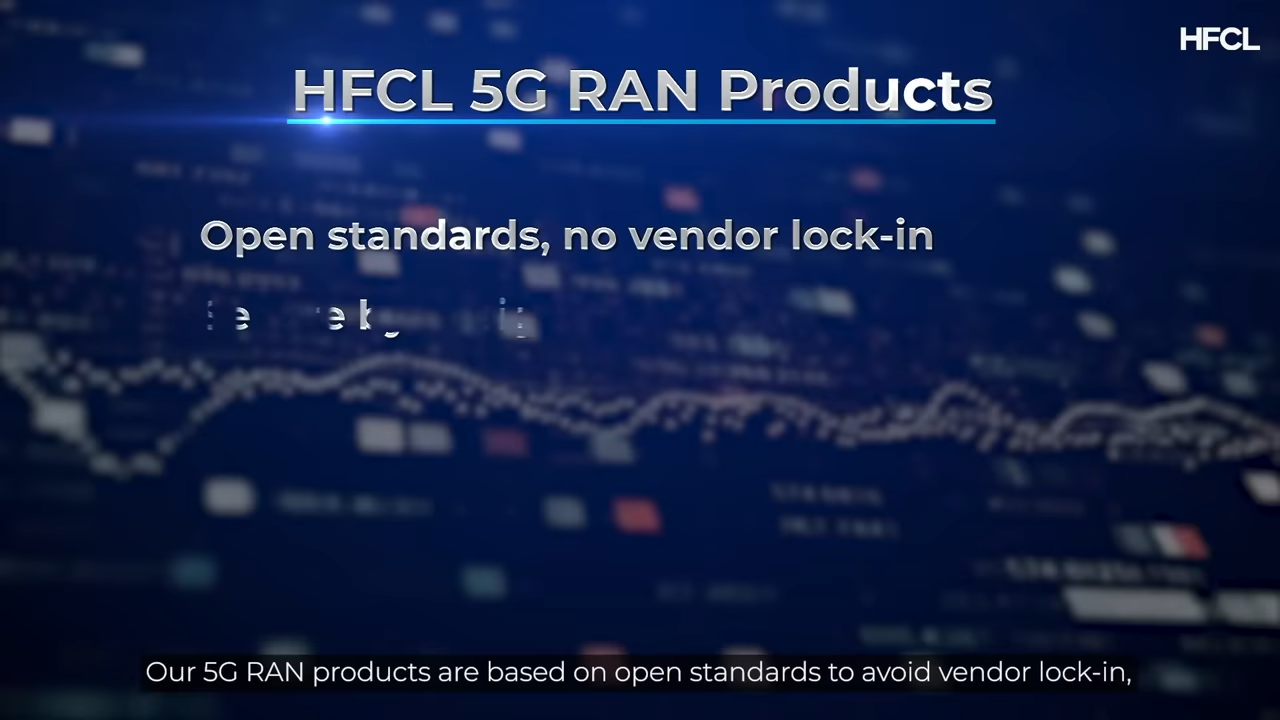 HFCL
HFCL 5G RAN Products
Open standards, no vendor lock-in
Our 5G RAN products are based on open standards to avoid vendor lock-in,